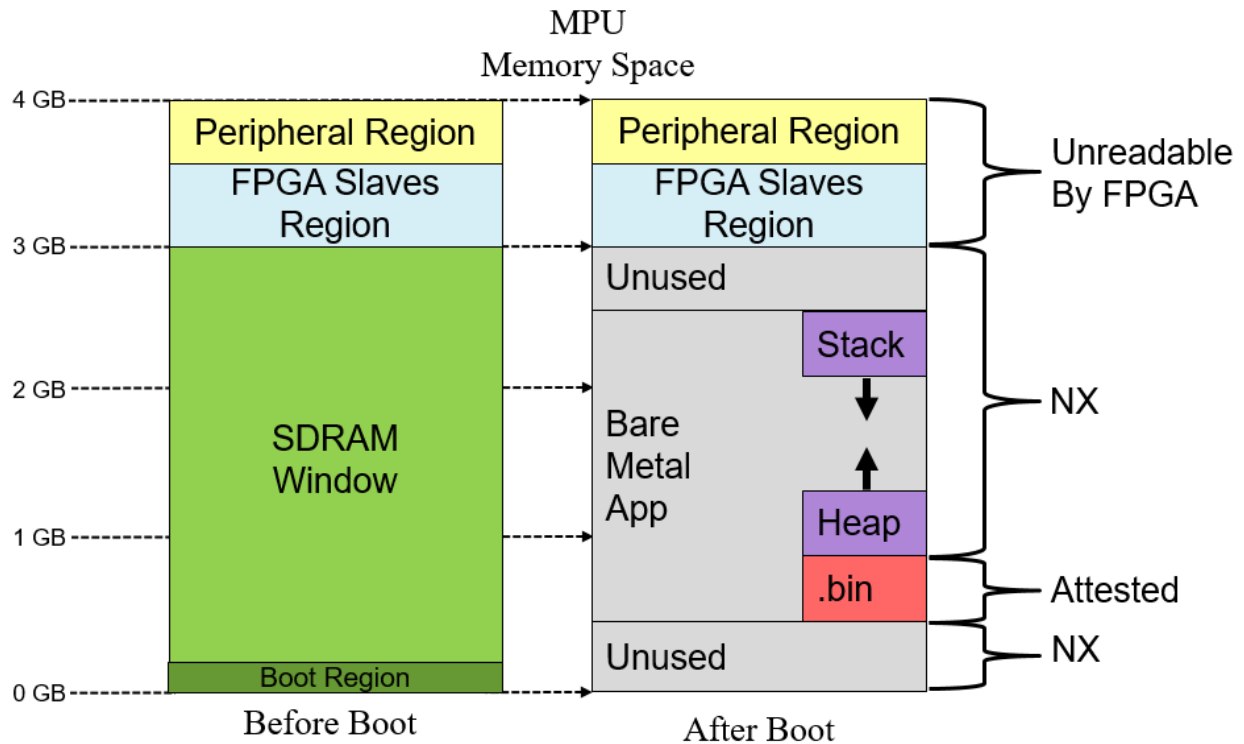 MPU
Memory Space
4 GB
3 GB
2 GB
1 GB
0 GB
Peripheral Region
FPGA Slaves
Region
SDRAM
Window
Boot Region
Before Boot
Peripheral Region
FPGA Slaves
Region
Unused
Stack
Bare
Metal
App
Heap
.bin
Unused
After Boot
Unreadable
By FPGA
NX
Attested
NX